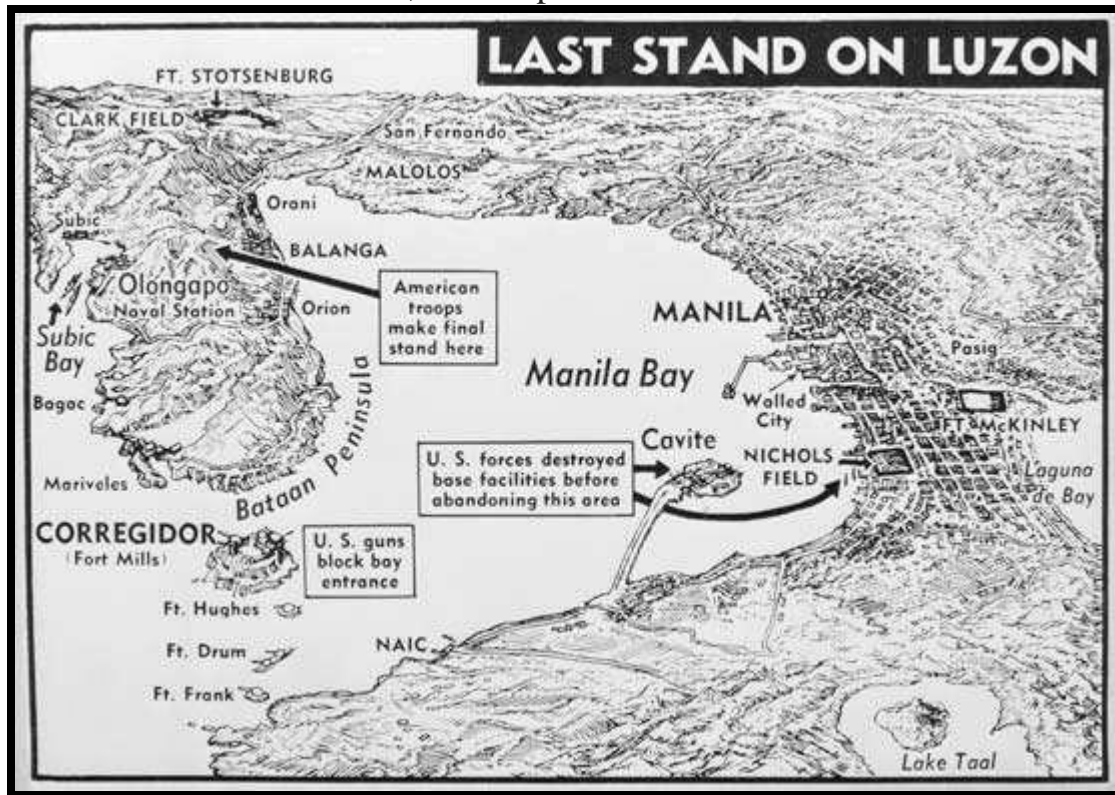 LAST STAND ON LUZON
FT. STOTSENBURG
CLARK FIELD
San Fernando
MALOLOS
Orani
Subic
BALANGA
American
troops
make final
stand here
Olongapo
Naval Station
Orion
Subic
Bay
MANILA
Pasig
Manila Bay
Walled
City
Bagac
Bataan Peninsula
FT. McKINLEY
Cavite
U. S. forces destroyed
base facilities before
abandoning this area
NICHOLS
FIELD
Laguna
de Bay
Mariveles
CORREGIDOR
(Fort Mills)
U. S. guns
block bay
entrance
Ft. Hughes
Ft. Drum
NAIC
Ft. Frank
Lake Taal